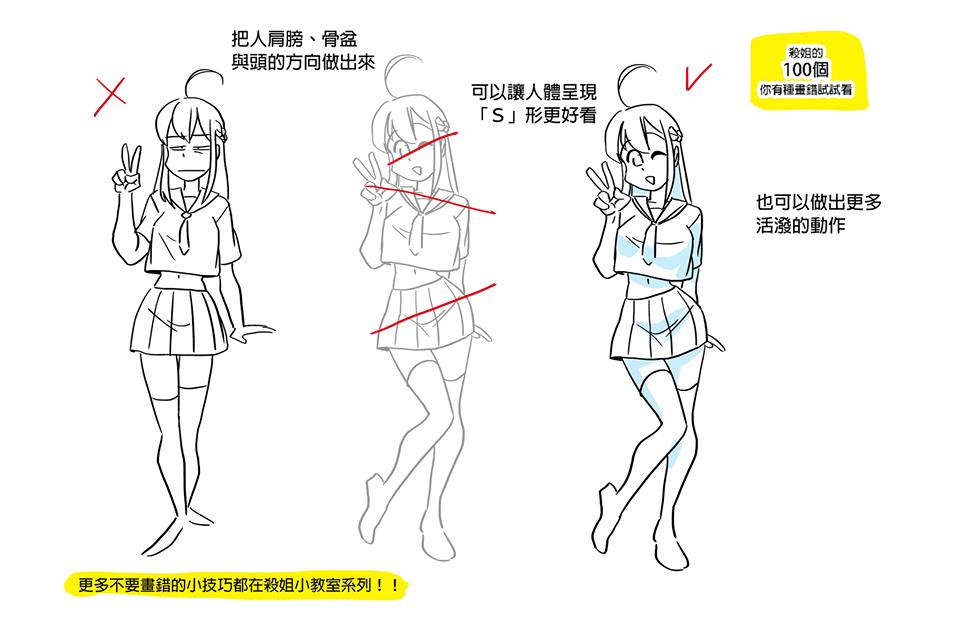 把人肩膀、骨盆
與頭的方向做出來
可以讓人體呈現
「S」形更好看
殺姐的
100個
你有種畫錯試試看
也可以做出更多
活潑的動作
更多不要畫錯的小技巧都在殺姐小教室系列！！